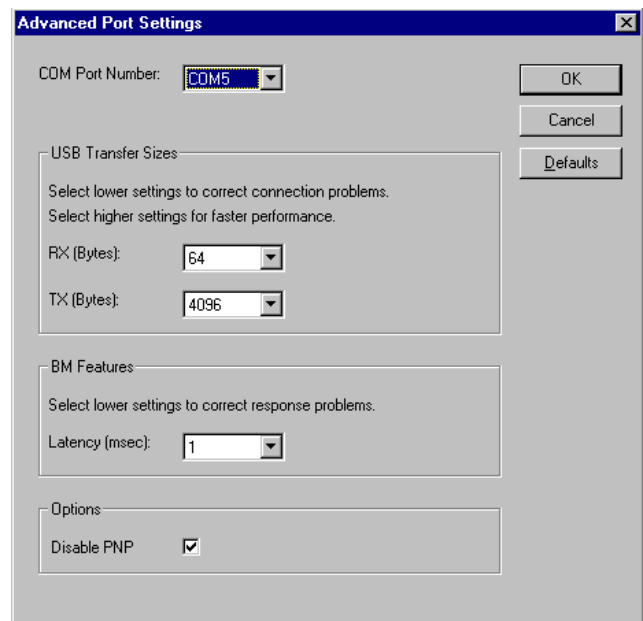 Advanced Port Settings
COM Port Number: COM5
OK
Cancel
Defaults
USB Transfer Sizes
Select lower settings to correct connection problems.
Select higher settings for faster performance.
RX (Bytes): 64
TX (Bytes): 4096
BM Features
Select lower settings to correct response problems.
Latency (msec): 1
Options
Disable PNP